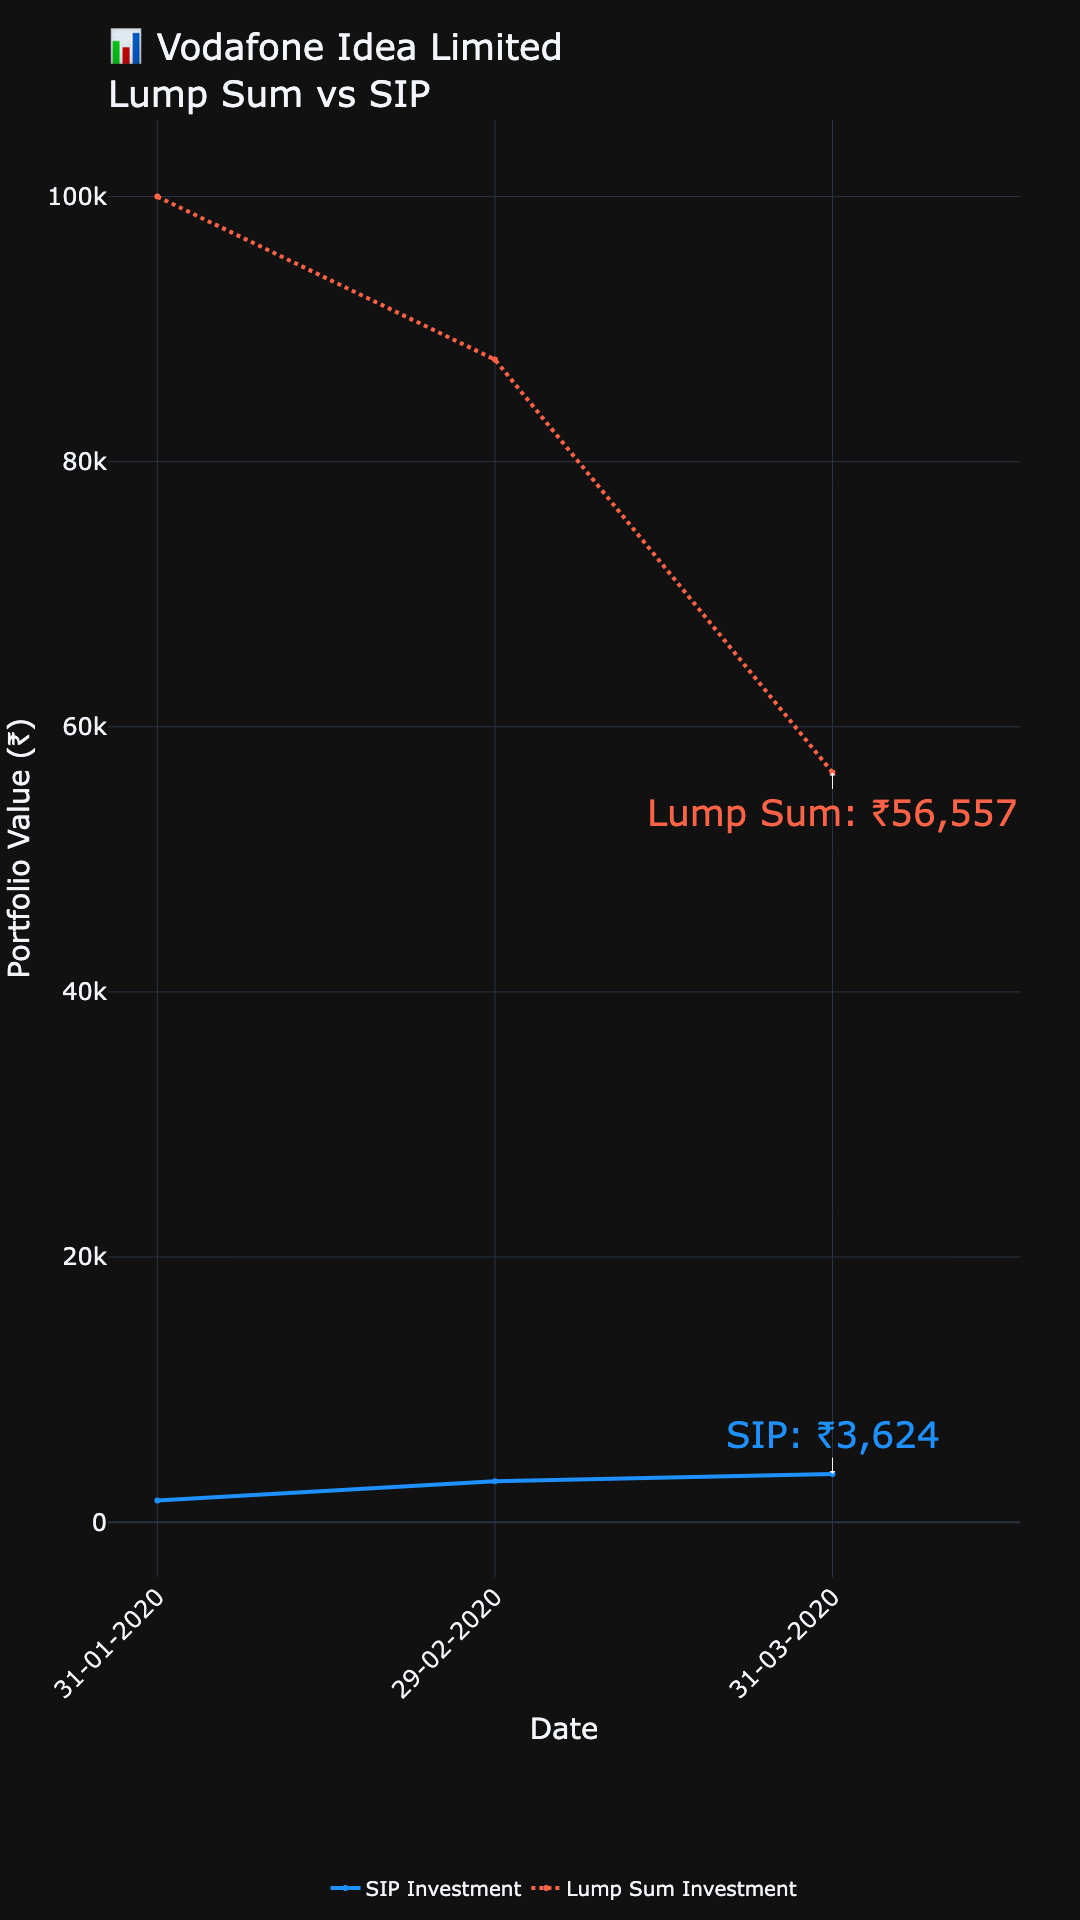 📊 Vodafone Idea Limited
Lump Sum vs SIP
100k
80k
60k
40k
20k
0
Portfolio Value (₹)
Lump Sum: ₹56,557
SIP: ₹3,624
31-01-2020
29-02-2020
31-03-2020
Date
SIP Investment
Lump Sum Investment